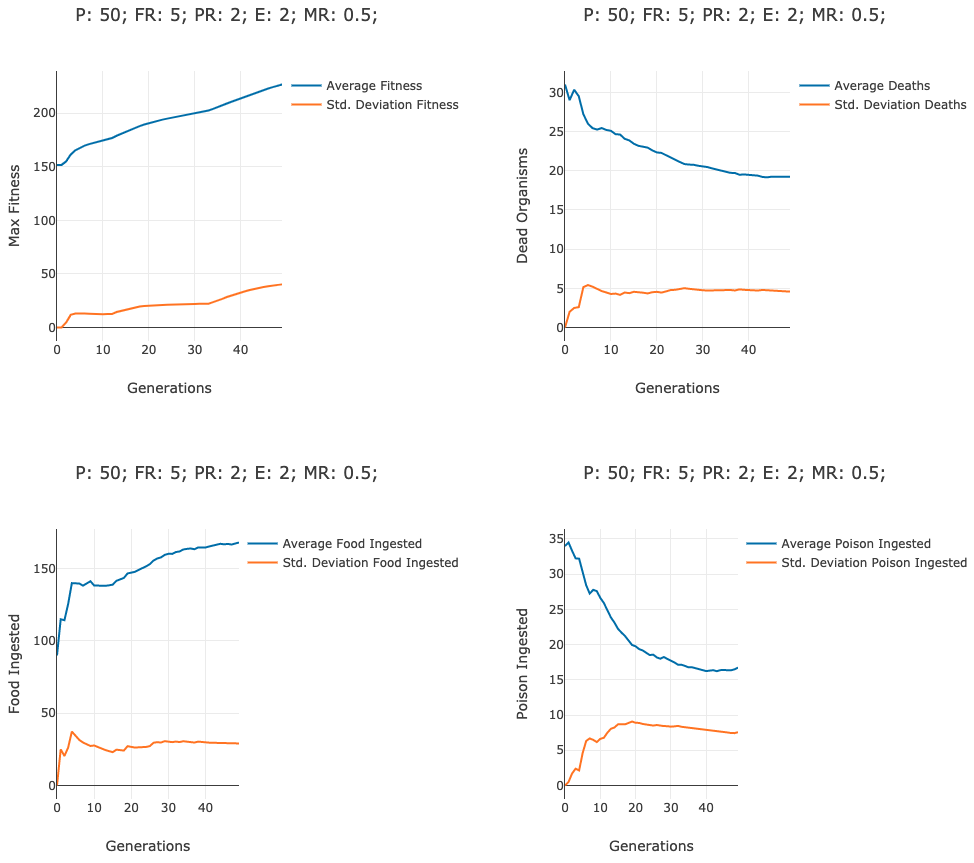 P: 50; FR: 5; PR: 2; E: 2; MR: 0.5;
Average Fitness
Std. Deviation Fitness
200
150
100
50
0
0 10 20 30 40
Max Fitness
Generations
P: 50; FR: 5; PR: 2; E: 2; MR: 0.5;
Average Deaths
Std. Deviation Deaths
30
25
20
15
10
5
0
0 10 20 30 40
Dead Organisms
Generations
P: 50; FR: 5; PR: 2; E: 2; MR: 0.5;
Average Food Ingested
Std. Deviation Food Ingested
150
100
50
0
0 10 20 30 40
Food Ingested
Generations
P: 50; FR: 5; PR: 2; E: 2; MR: 0.5;
Average Poison Ingested
Std. Deviation Poison Ingested
35
30
25
20
15
10
5
0
0 10 20 30 40
Poison Ingested
Generations